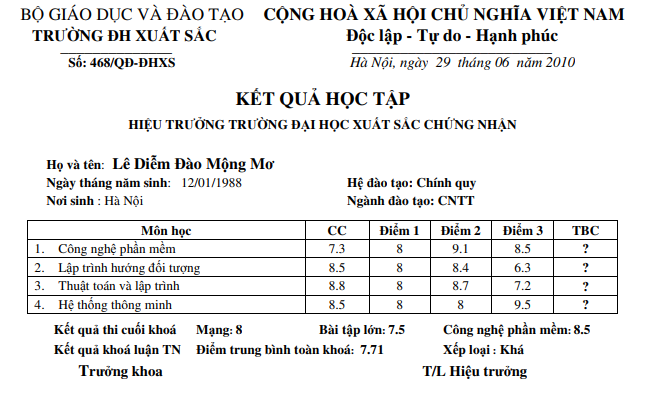 BỘ GIÁO DỤC VÀ ĐÀO TẠO CỘNG HOÀ XÃ HỘI CHỦ NGHĨA VIỆT NAM
TRƯỜNG ĐH XUẤT SẮC Độc lập - Tự do - Hạnh phúc
Số: 468/QĐ-ĐHXS Hà Nội, ngày 29 tháng 06 năm 2010
KẾT QUẢ HỌC TẬP
HIỆU TRƯỞNG TRƯỜNG ĐẠI HỌC XUẤT SẮC CHỨNG NHẬN
Họ và tên: Lê Diễm Đào Mộng Mơ
Ngày tháng năm sinh: 12/01/1988 Hệ đào tạo: Chính quy
Nơi sinh : Hà Nội Ngành đào tạo: CNTT
Môn học CC Điểm 1 Điểm 2 Điểm 3 TBC
1. Công nghệ phần mềm 7.3 8 9.1 8.5 ?
2. Lập trình hướng đối tượng 8.5 8 8.4 6.3 ?
3. Thuật toán và lập trình 8.8 8 8.7 7.2 ?
4. Hệ thống thông minh 8.5 8 8 9.5 ?
Kết quả thi cuối khoá Mạng: 8 Bài tập lớn: 7.5 Công nghệ phần mềm: 8.5
Kết quả khoá luận TN Điểm trung bình toàn khoá: 7.71 Xếp loại : Khá
Trưởng khoa T/L Hiệu trưởng